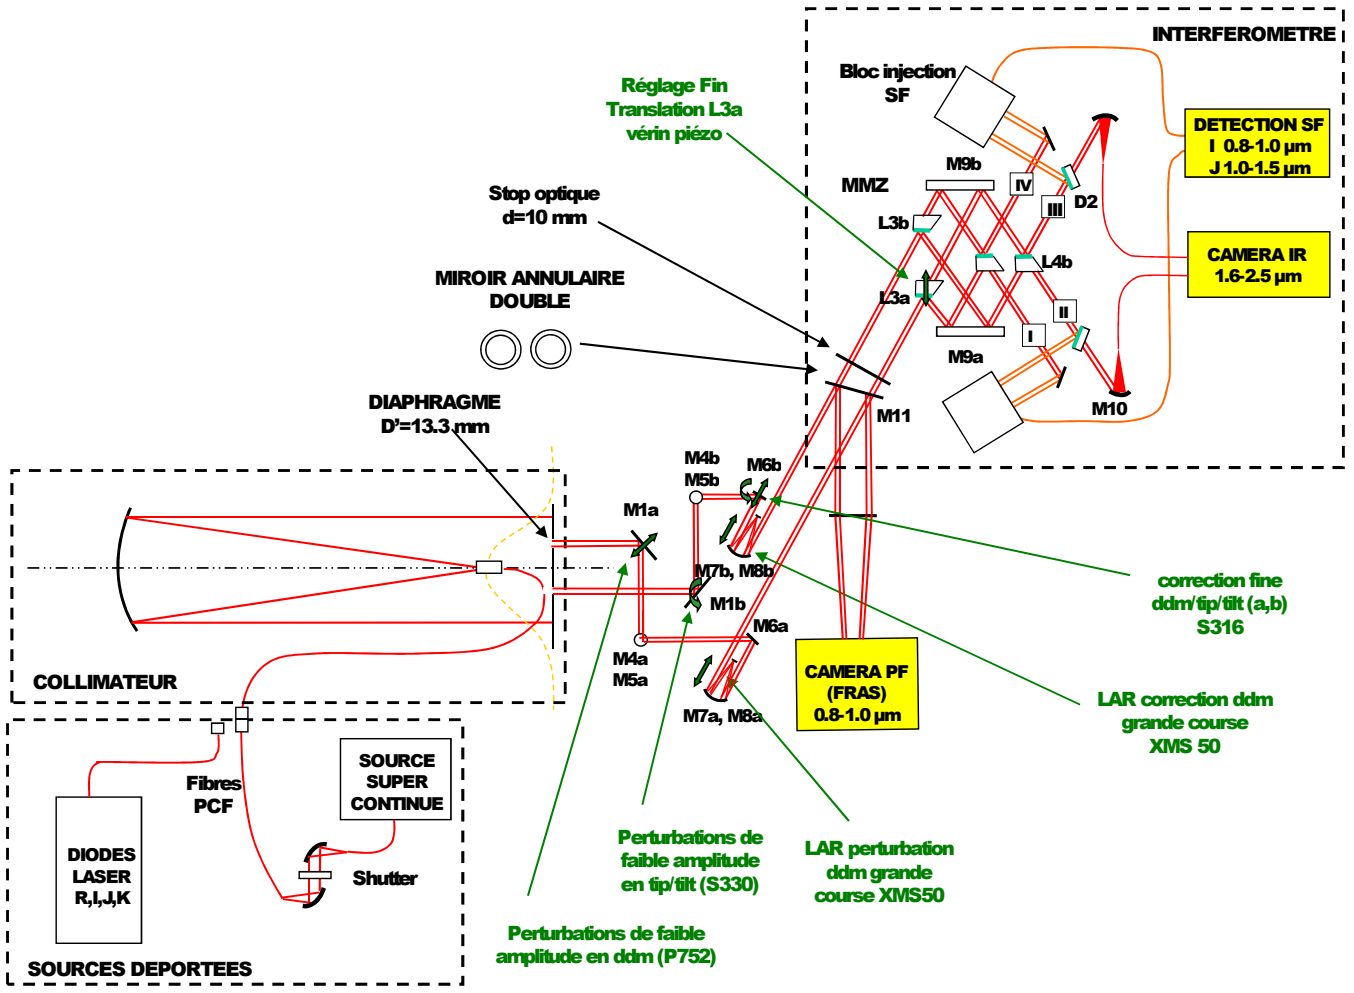 INTERFEROMETRE
Bloc injection
SF
Réglage Fin
Translation L3a
vérin piézo
DETECTION SF
I 0.8-1.0 µm
J 1.0-1.5 µm
M9b
MMZ
IV
III
D2
Stop optique
d=10 mm
L3b
L4b
CAMERA IR
1.6-2.5 µm
MIROIR ANNULAIRE
DOUBLE
L3a
II
I
M9a
M10
M11
DIAPHRAGME
D'=13.3 mm
M4b
M5b
M6b
M1a
M7b, M8b
M1b
correction fine
ddm/tip/tilt (a,b)
S316
M6a
M4a
M5a
CAMERA PF
(FRAS)
0.8-1.0 µm
COLLIMATEUR
M7a, M8a
LAR correction ddm
grande course
XMS 50
SOURCE
SUPER
CONTINUE
Fibres
PCF
DIODES
LASER
R,I,J,K
Shutter
Perturbations de
faible amplitude
en tip/tilt (S330)
LAR perturbation
ddm grande
course XMS50
Perturbations de faible
amplitude en ddm (P752)
SOURCES DEPORTEES